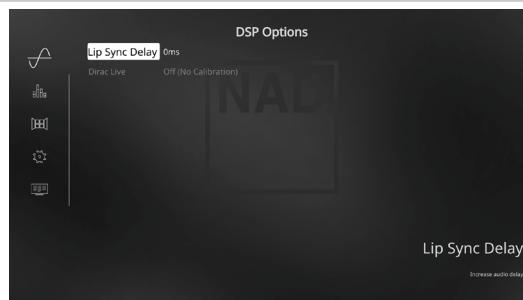 DSP Options
Lip Sync Delay 0ms
Dirac Live Off (No Calibration)
NAD
Lip Sync Delay
Increase audio delay